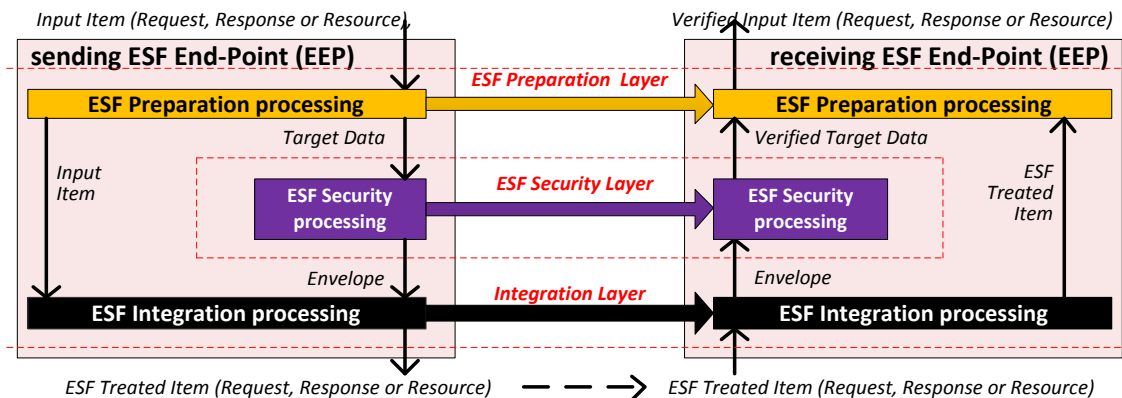 Input Item (Request, Response or Resource),
Verified Input Item (Request, Response or Resource)
sending ESF End-Point (EEP)
receiving ESF End-Point (EEP)
ESF Preparation Layer
ESF Preparation processing
ESF Preparation processing
Target Data
Verified Target Data
Input
Item
ESF
Treated
Item
ESF Security Layer
ESF Security
processing
ESF Security
processing
Envelope
Envelope
Integration Layer
ESF Integration processing
ESF Integration processing
ESF Treated Item (Request, Response or Resource)
ESF Treated Item (Request, Response or Resource)